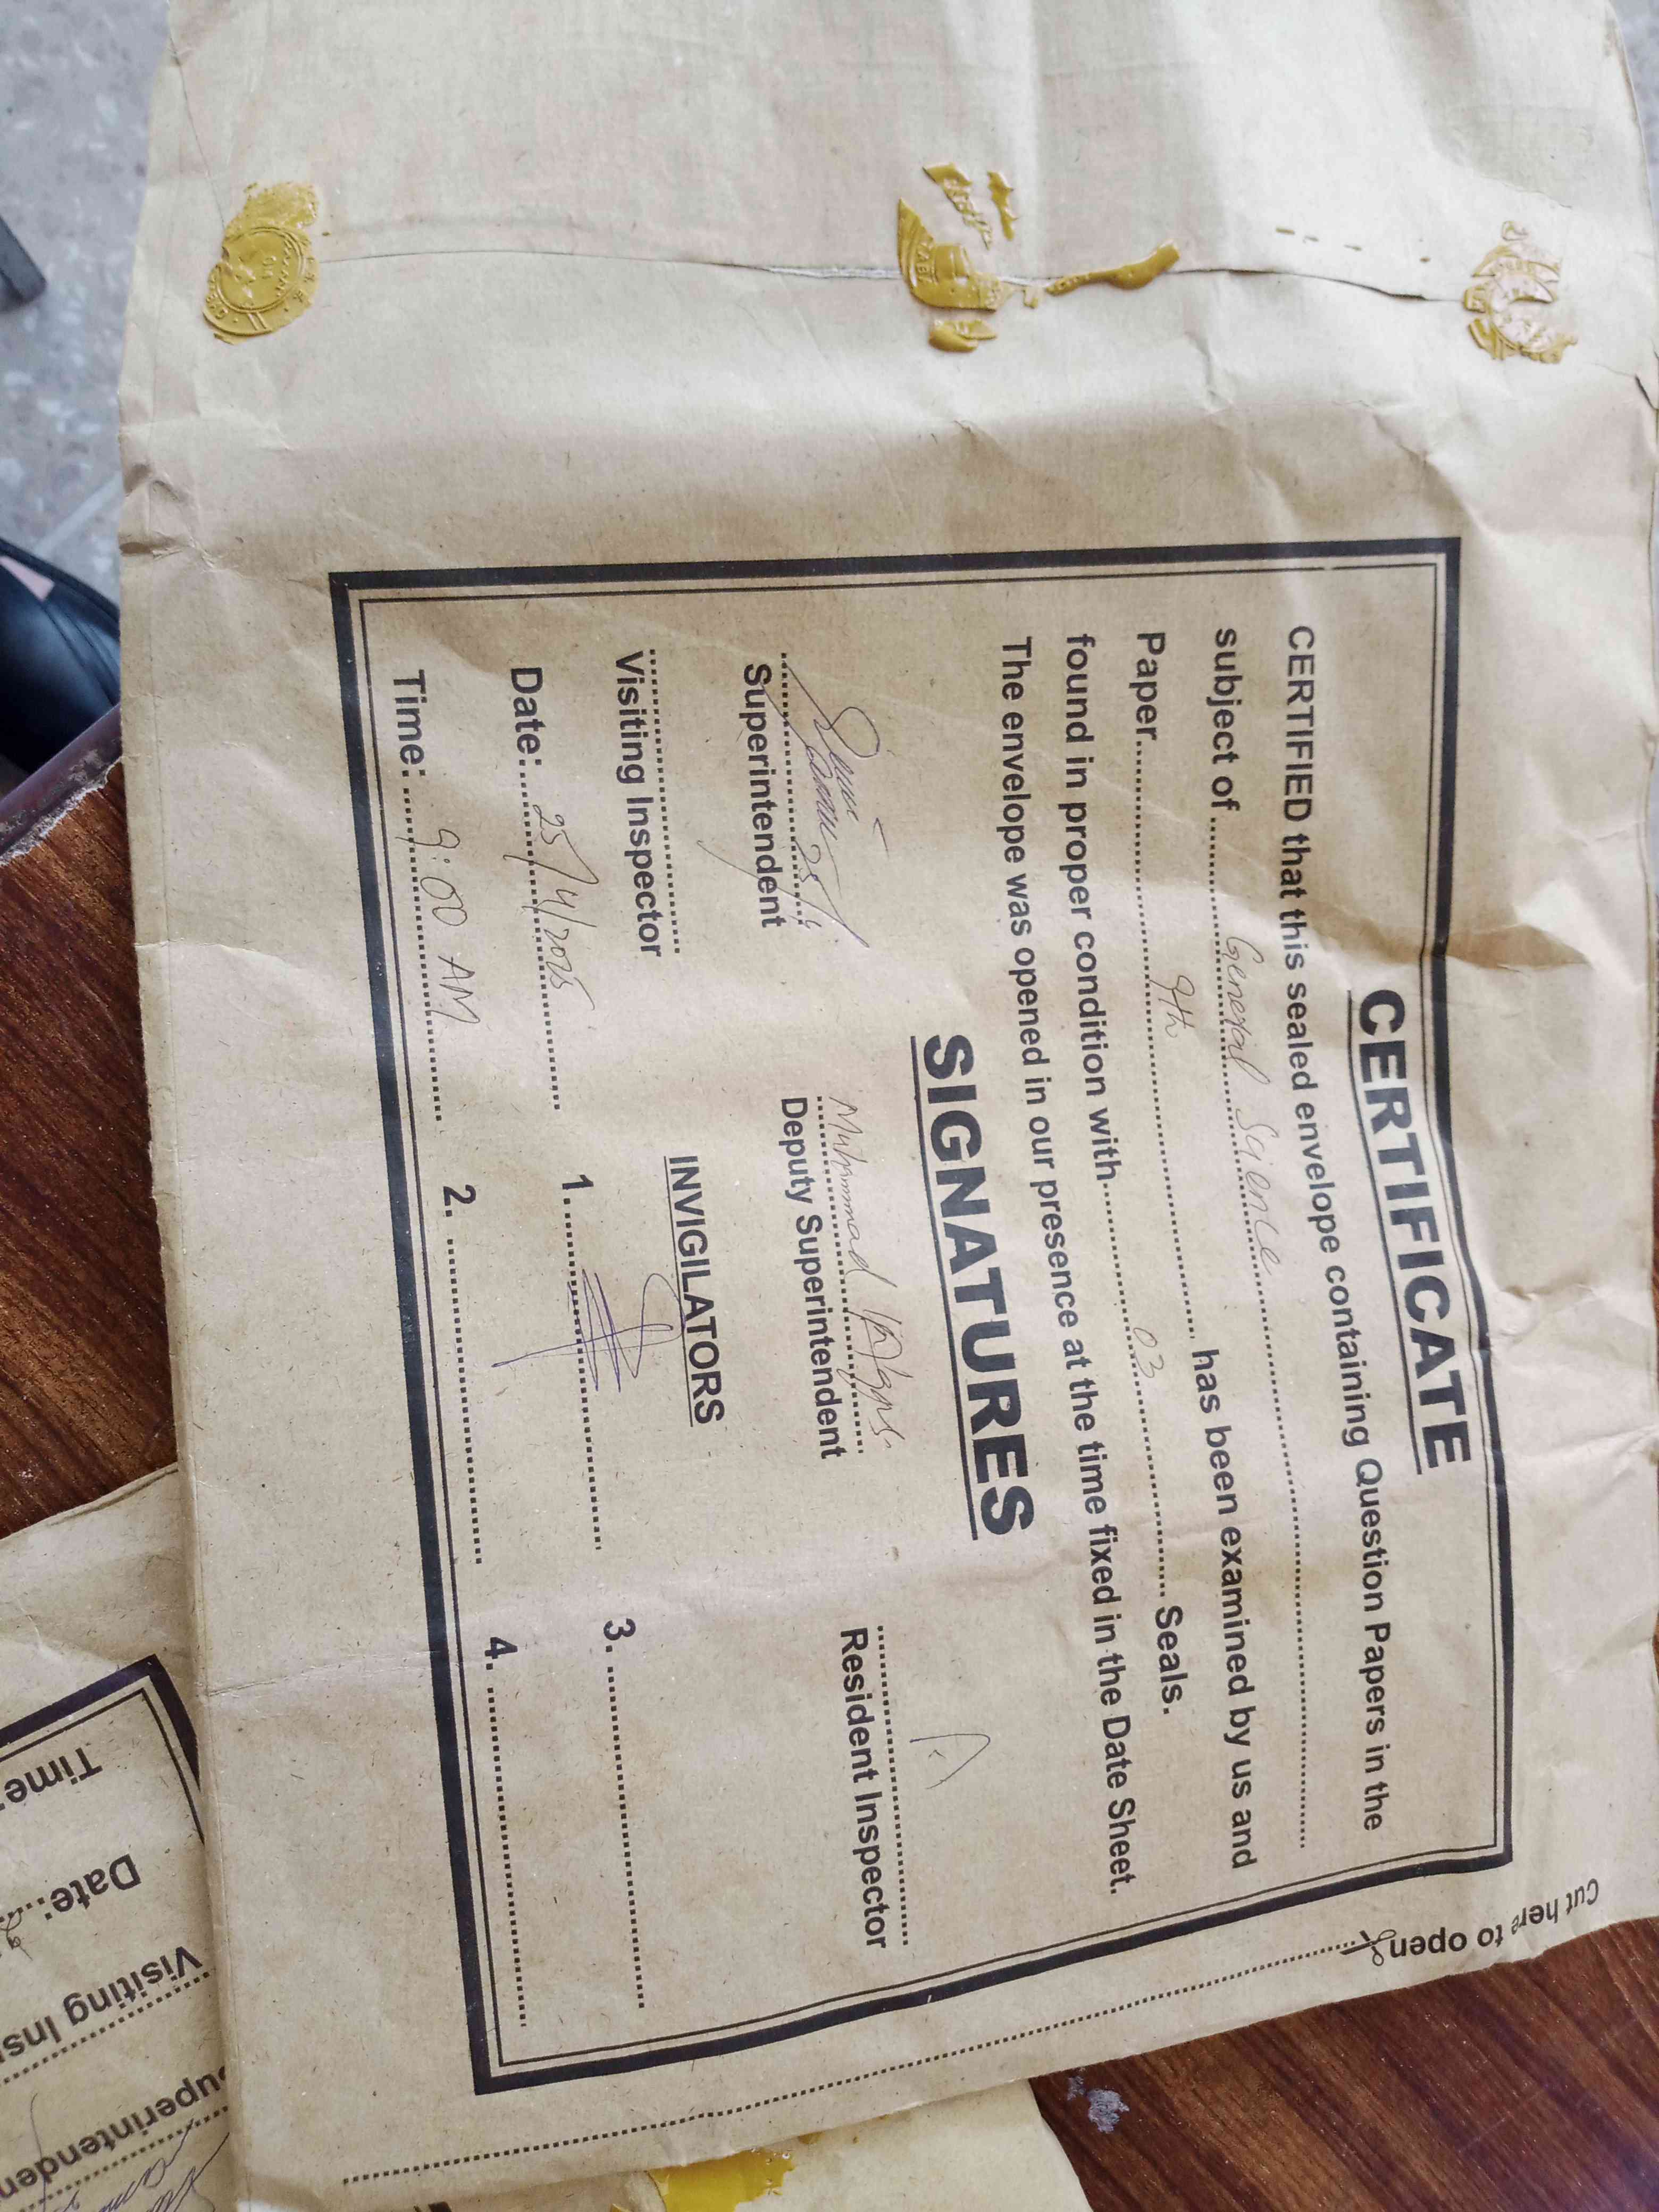 Cut here to open
CERTIFICATE
CERTIFIED that this sealed envelope containing Question Papers in the
subject of General Science
Paper 9th has been examined by us and
found in proper condition with 03 Seals.
The envelope was opened in our presence at the time fixed in the Date Sheet.
SIGNATURES
Superintendent
Muhammad
Deputy Superintendent
Resident Inspector
Visiting Inspector
INVIGILATORS
Date: 25/4/2025
1.
3.
Time: 9:00 AM
2.
4.
Time:
Date:
Visiting